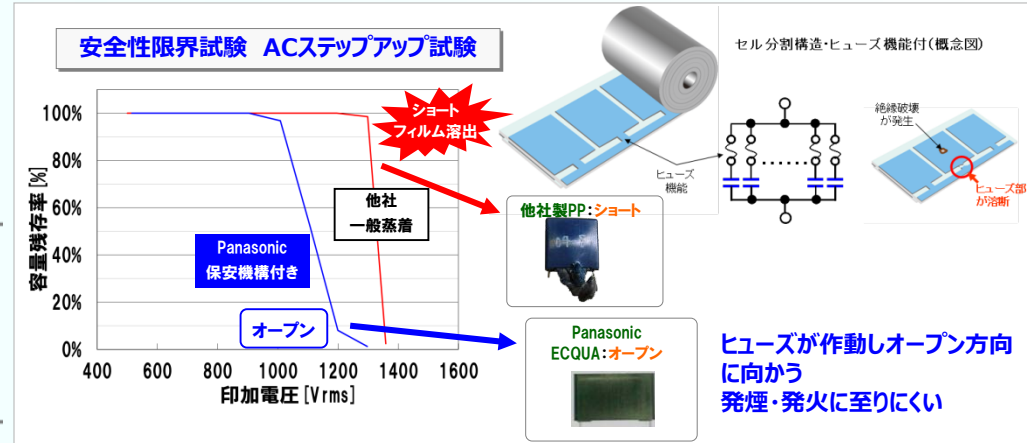 安全性限界試験 ACステップアップ試験
容量残存率[%]
100%
80%
60%
40%
20%
0%
400
600
800
1000
1200
1400
1600
印加電圧[Vrms]
Panasonic
保安機構付き
オープン
他社
一般蒸着
ショート
フィルム溶出
セル分割構造・ヒューズ機能付(概念図)
ヒューズ
機能
絶縁破壊
が発生
ヒューズ部
が溶断
他社製PP:ショート
Panasonic
ECQUA:オープン
ヒューズが作動しオープン方向
に向かう
発煙・発火に至りにくい